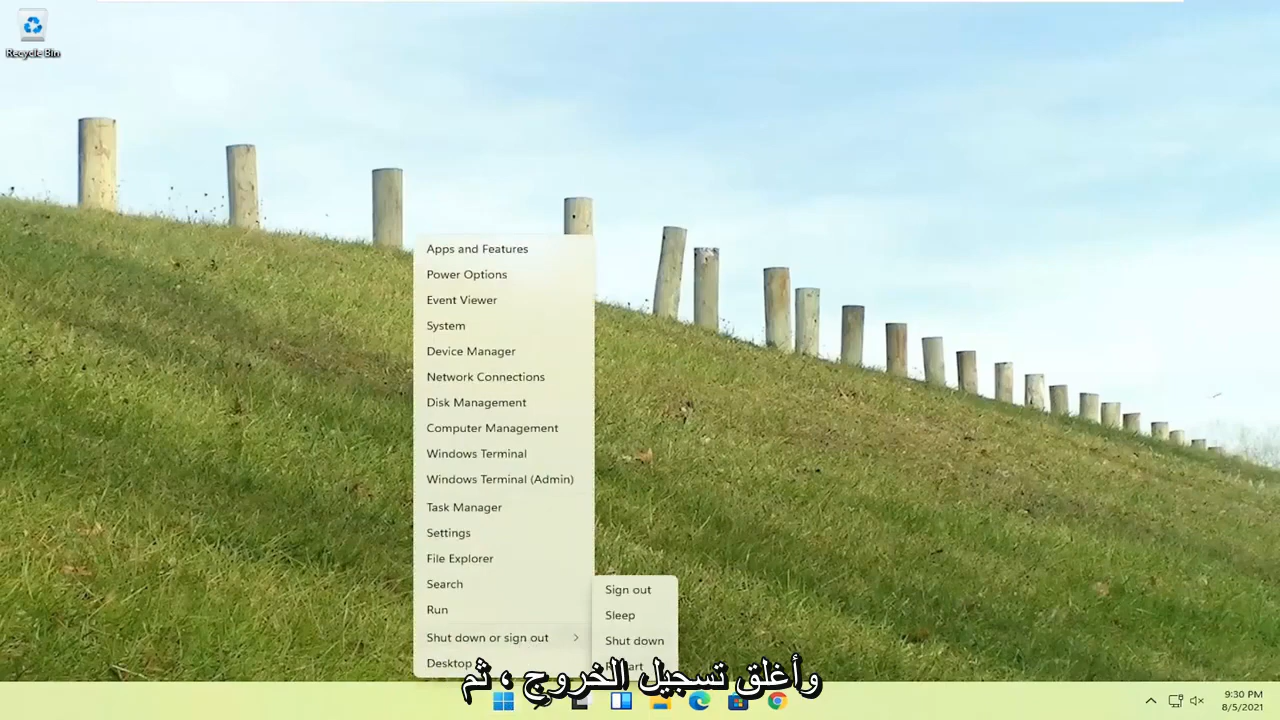 Recycle Bin
Apps and Features
Power Options
Event Viewer
System
Device Manager
Network Connections
Disk Management
Computer Management
Windows Terminal
Windows Terminal (Admin)
Task Manager
Settings
File Explorer
Search
Run
Shut down or sign out
Desktop
Sign out
Sleep
Shut down
وأغلق تسجيل الخروج ، ثم
9:30 PM
8/5/2021